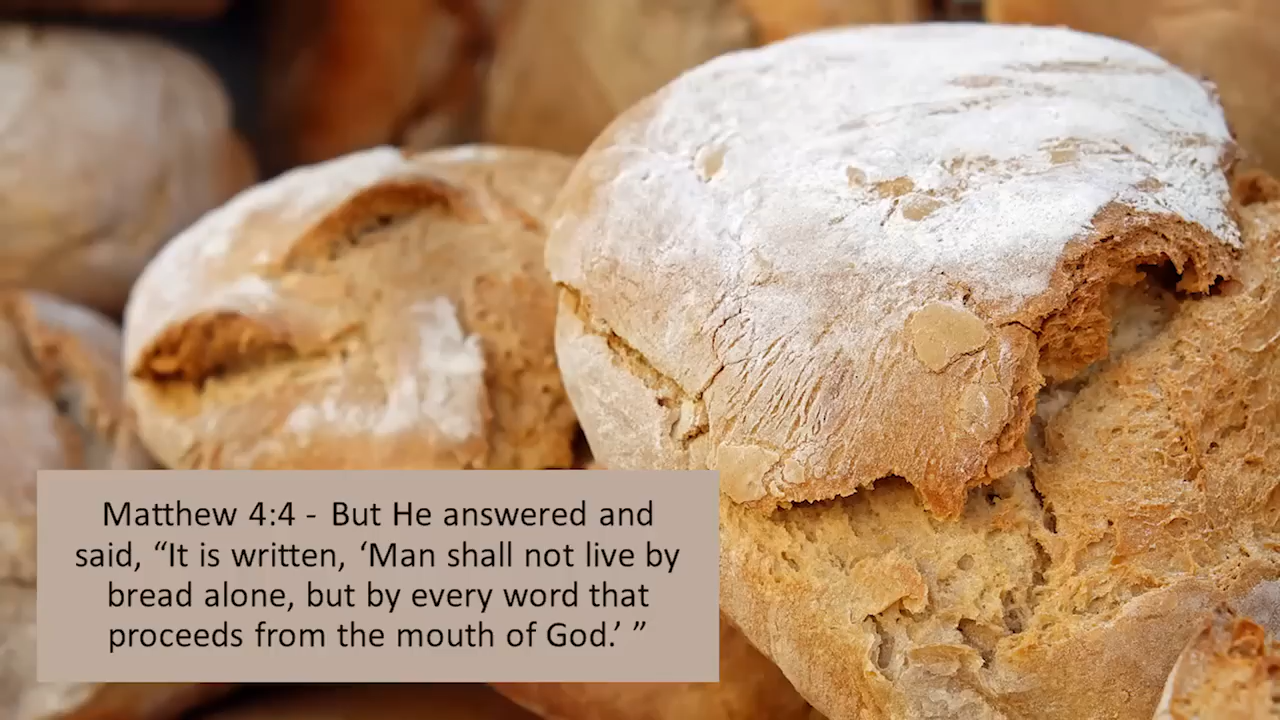 Matthew 4:4 - But He answered and
said, “It is written, ‘Man shall not live by
bread alone, but by every word that
proceeds from the mouth of God.’ ”